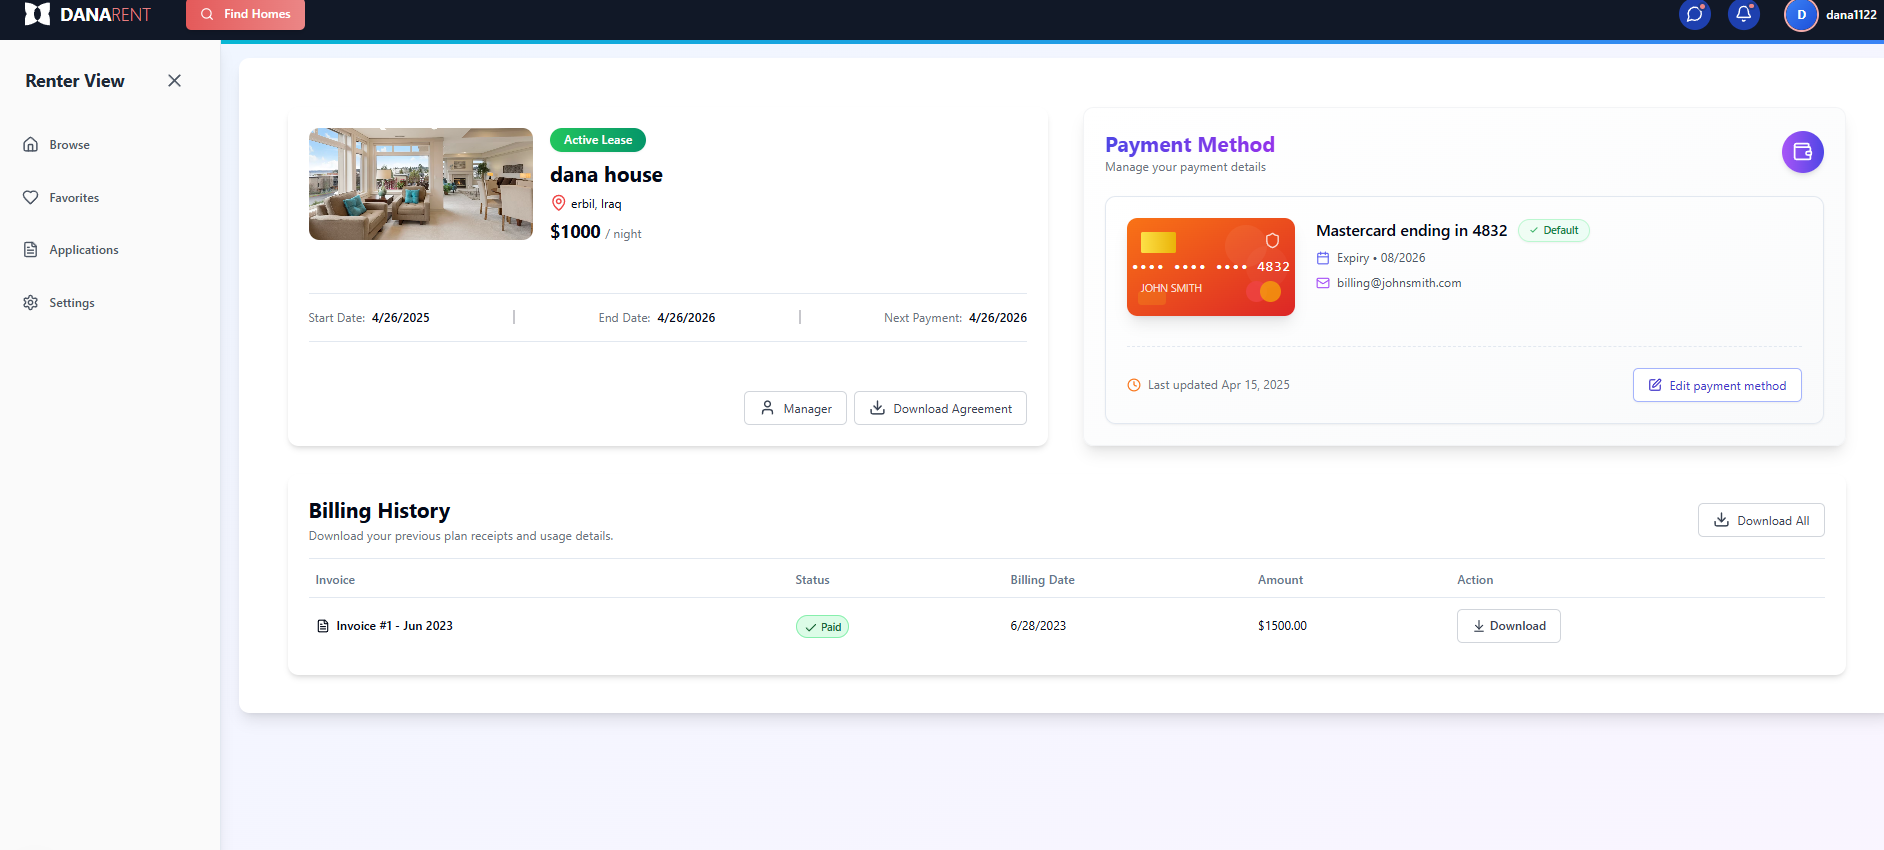 DANARENT
Find Homes
D
dana1122
Renter View
Browse
Favorites
Applications
Settings
Active Lease
dana house
erbil, Iraq
$1000 / night
Start Date: 4/26/2025
End Date: 4/26/2026
Next Payment: 4/26/2026
Manager
Download Agreement
Payment Method
Manage your payment details
•••• •••• •••• 4832
JOHN SMITH
Mastercard ending in 4832
Default
Expiry • 08/2026
billing@johnsmith.com
Last updated Apr 15, 2025
Edit payment method
Billing History
Download your previous plan receipts and usage details.
Download All
Invoice Status Billing Date Amount Action
Invoice #1 - Jun 2023 Paid 6/28/2023 $1500.00 Download